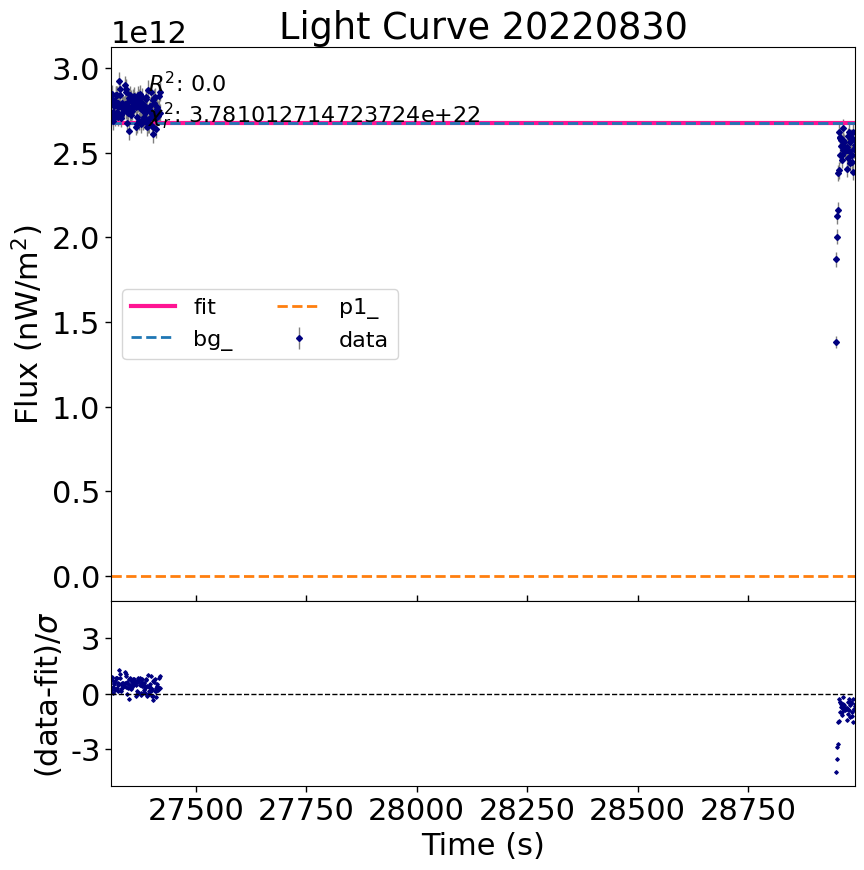 Light Curve 20220830
1e12
3.0
2.5
2.0
1.5
1.0
0.5
0.0
Flux (nW/m²)
R²: 0.0
: 3.781012714723724e+22
fit
bg_
p1_
data
3
0
-3
(data-fit)/σ
27500 27750 28000 28250 28500 28750
Time (s)